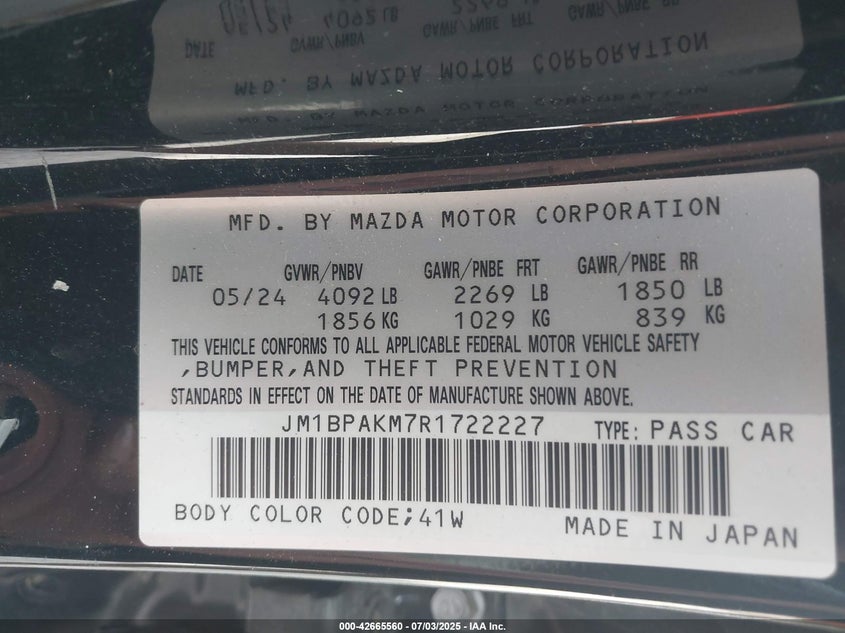 MFD. BY MAZDA MOTOR CORPORATION
DATE GVWR/PNBV GAWR/PNBE FRT GAWR/PNBE RR
05/24 4092 LB 2269 LB 1850 LB
1856 KG 1029 KG 839 KG
THIS VEHICLE CONFORMS TO ALL APPLICABLE FEDERAL MOTOR VEHICLE SAFETY
,BUMPER,AND THEFT PREVENTION
STANDARDS IN EFFECT ON THE DATE OF MANUFACTURE SHOWN ABOVE.
JM1BPAKM7R1722227 TYPE: PASS CAR
BODY COLOR CODE;41W MADE IN JAPAN
000-42665560 - 07/03/2025 - IAA Inc.